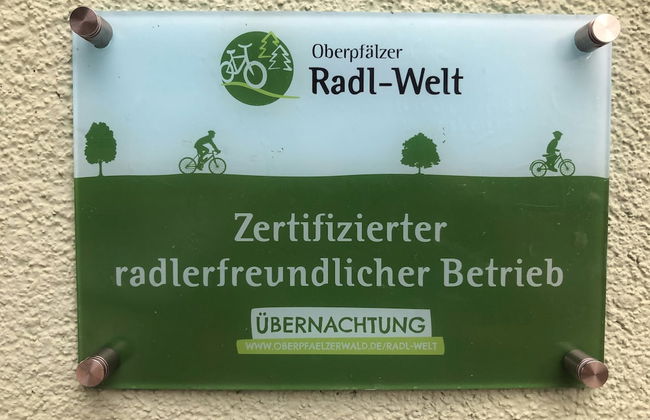 Oberpfälzer
Radl-Welt
Zertifizierter
radlerfreundlicher Betrieb
ÜBERNACHTUNG
WWW.OBERPFAELZERWALD.DE/RADL-WELT